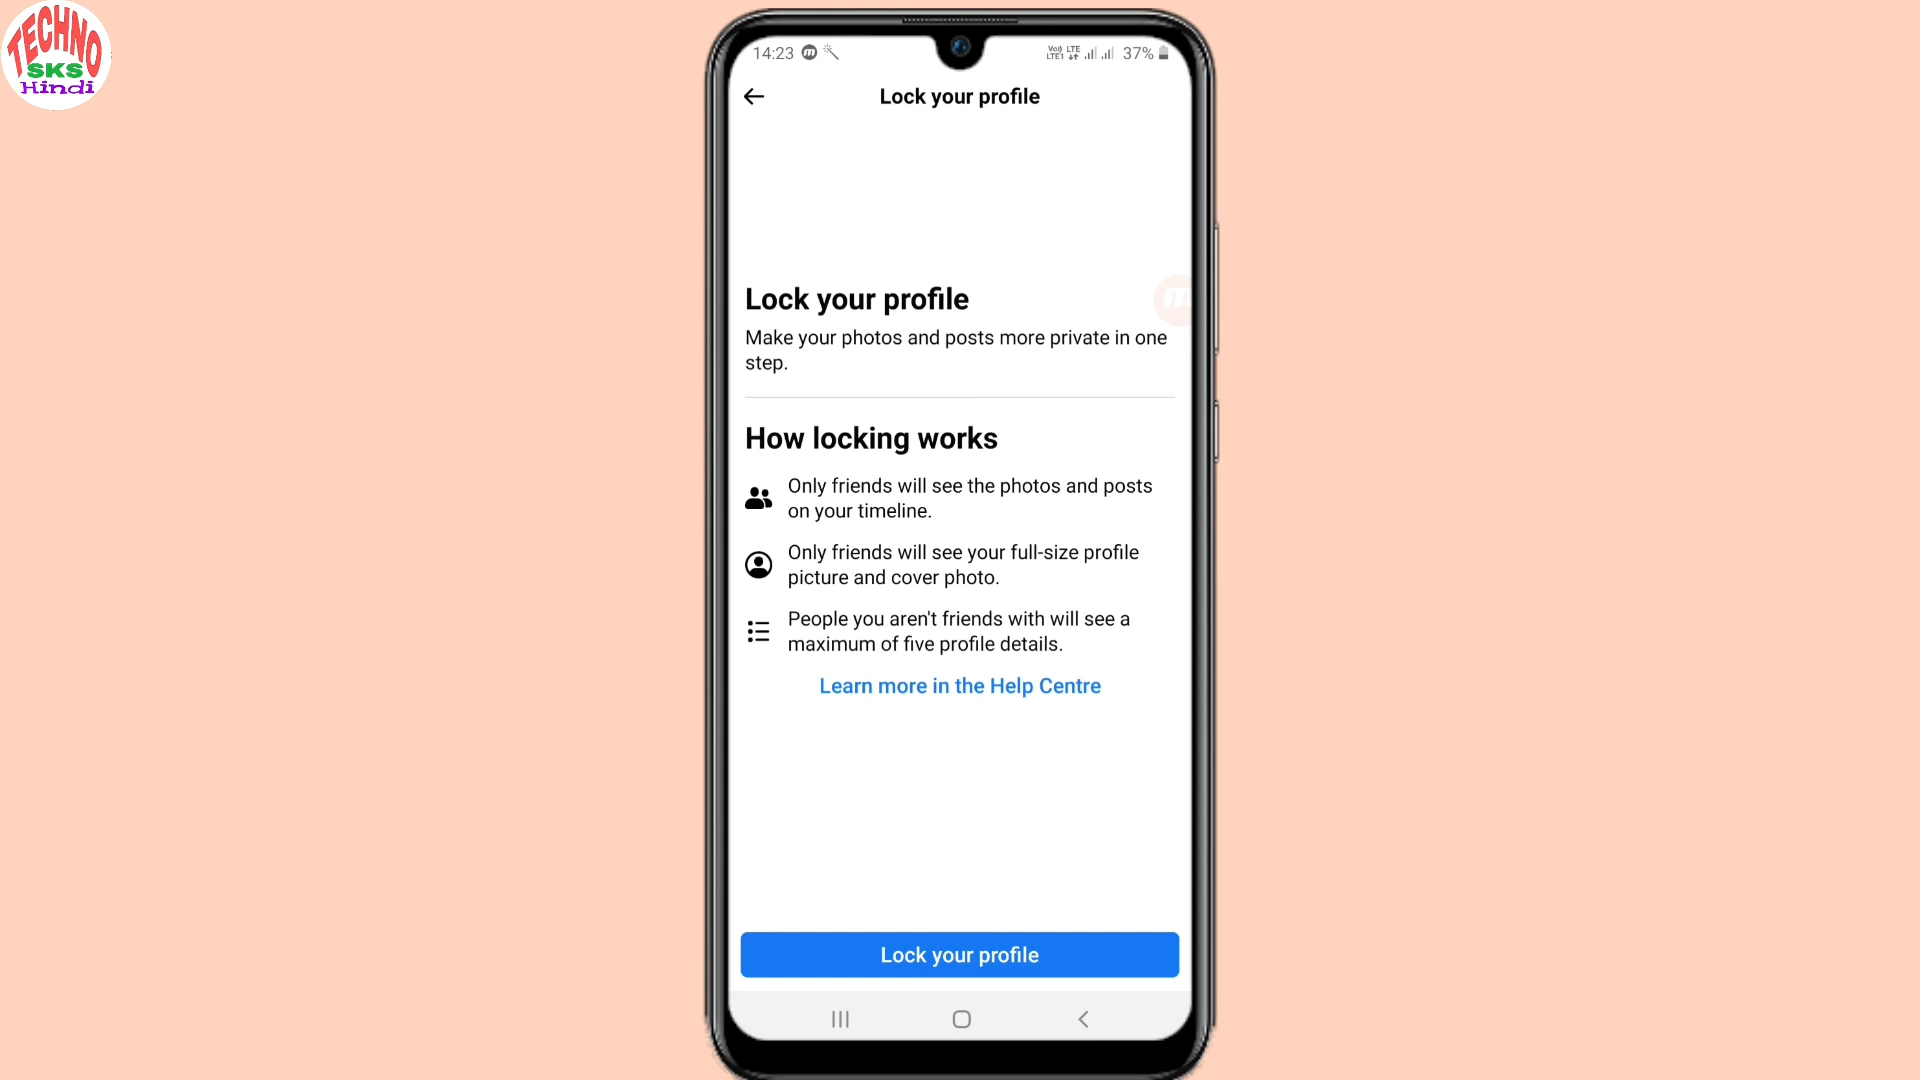 TECHNO
SKS
Hindi
14:23
Vo)) LTE
LTE1
37%
Lock your profile
Lock your profile
Make your photos and posts more private in one
step.
How locking works
Only friends will see the photos and posts
on your timeline.
Only friends will see your full-size profile
picture and cover photo.
People you aren't friends with will see a
maximum of five profile details.
Learn more in the Help Centre
Lock your profile